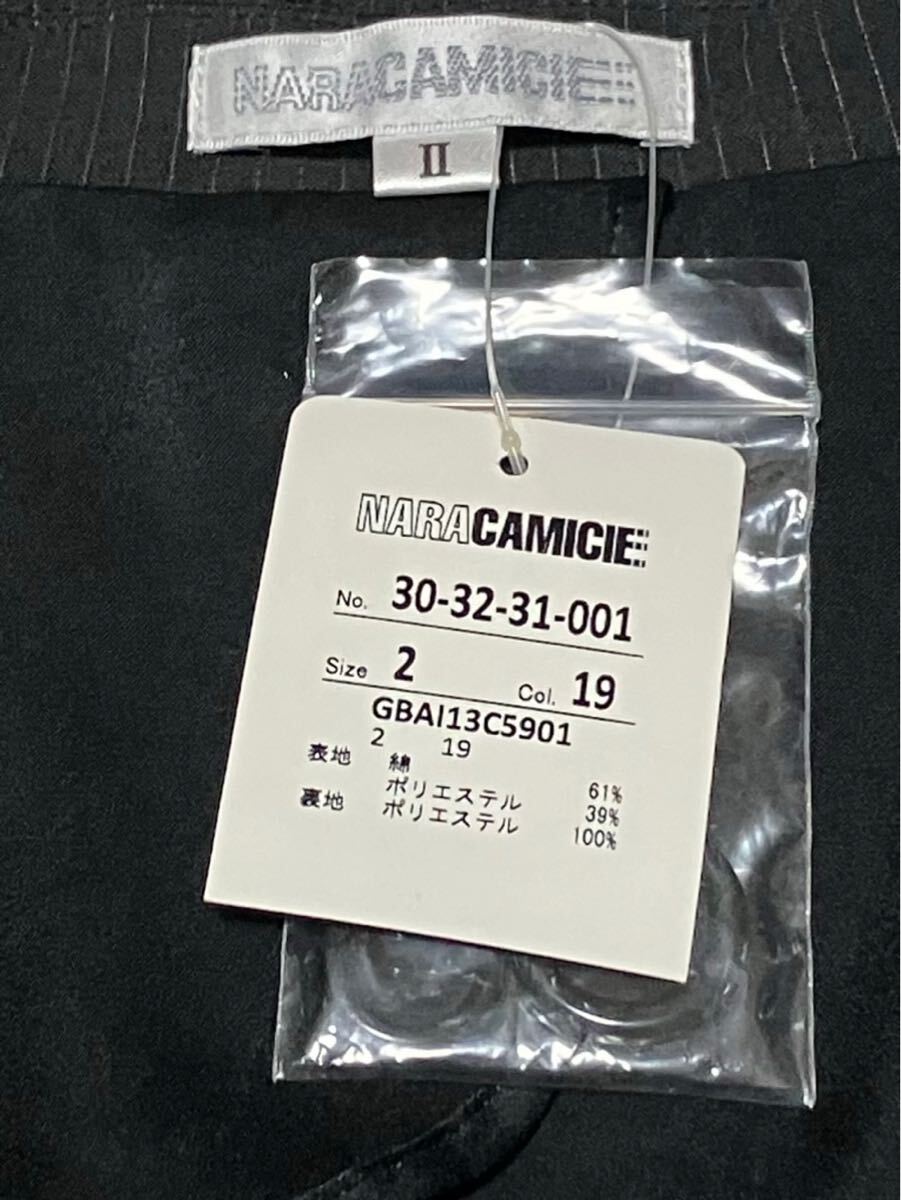 NARACAMICIE
II
NARACAMICIE
No. 30-32-31-001
Size 2 Col. 19
GBAI13C5901
2 19
表地 綿 61%
ポリエステル 39%
裏地 ポリエステル 100%